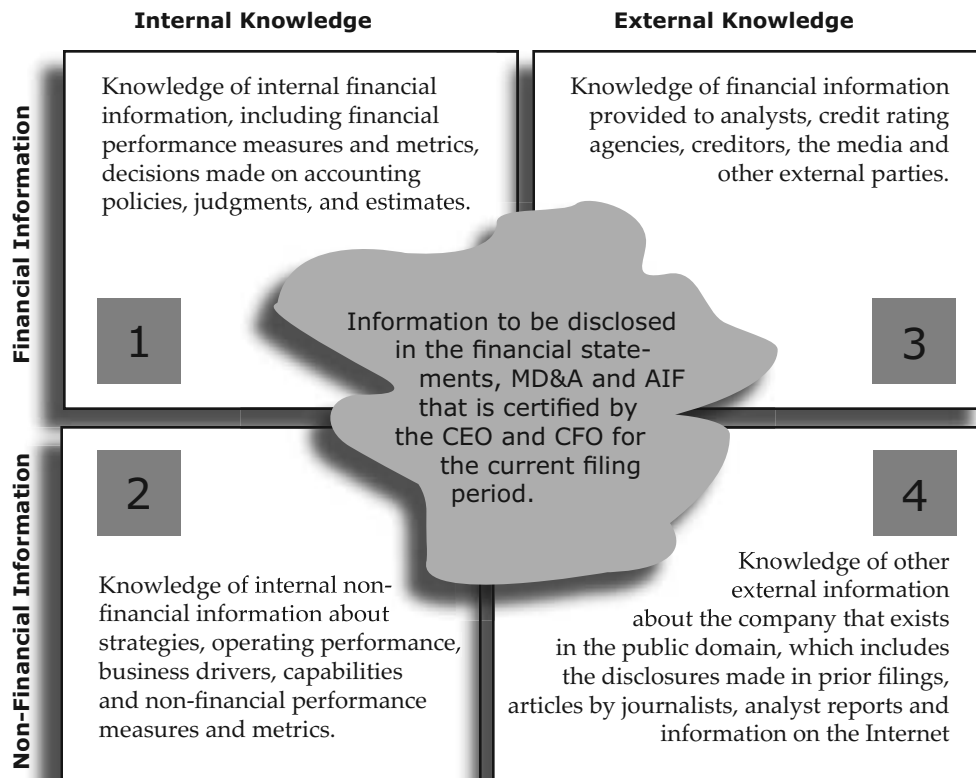 Internal Knowledge
External Knowledge
Financial Information
Knowledge of internal financial
information, including financial
performance measures and metrics,
decisions made on accounting
policies, judgments, and estimates.
1
Knowledge of financial information
provided to analysts, credit rating
agencies, creditors, the media and
other external parties.
3
Information to be disclosed
in the financial state-
ments, MD&A and AIF
that is certified by
the CEO and CFO for
the current filing
period.
Non-Financial Information
2
Knowledge of internal non-
financial information about
strategies, operating performance,
business drivers, capabilities
and non-financial performance
measures and metrics.
4
Knowledge of other
external information
about the company that exists
in the public domain, which includes
the disclosures made in prior filings,
articles by journalists, analyst reports and
information on the Internet